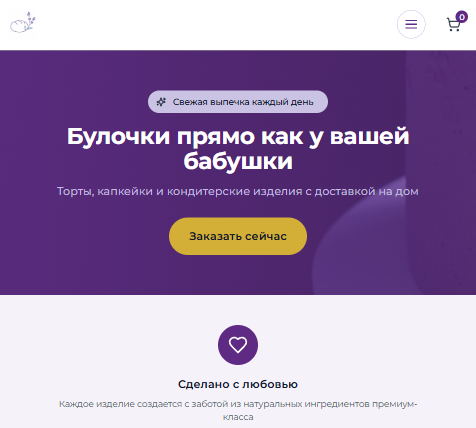 0
Свежая выпечка каждый день
Булочки прямо как у вашей
бабушки
Торты, капкейки и кондитерские изделия с доставкой на дом
Заказать сейчас
Сделано с любовью
Каждое изделие создается с заботой из натуральных ингредиентов премиум-
класса